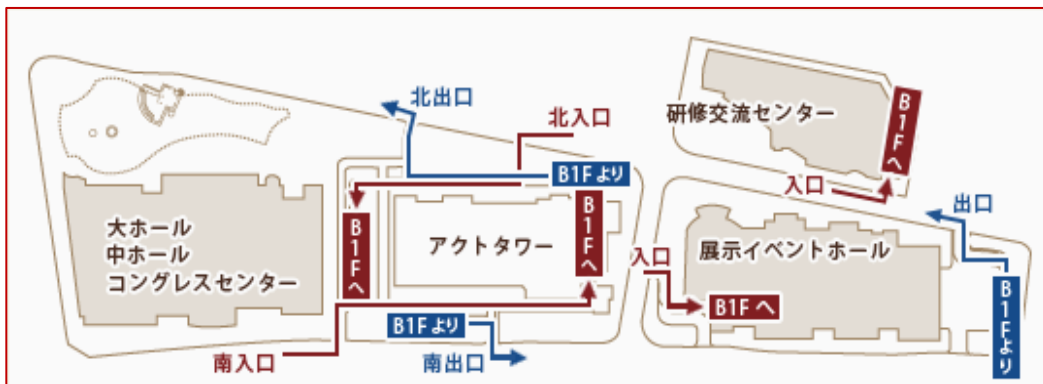 北出口
北入口
B1Fより
B1Fへ
大ホール
中ホール
コングレスセンター
アクトタワー
B1Fへ
南入口
B1Fより
南出口
研修交流センター
B1Fへ
入口
出口
入口
展示イベントホール
B1Fへ
B1Fより